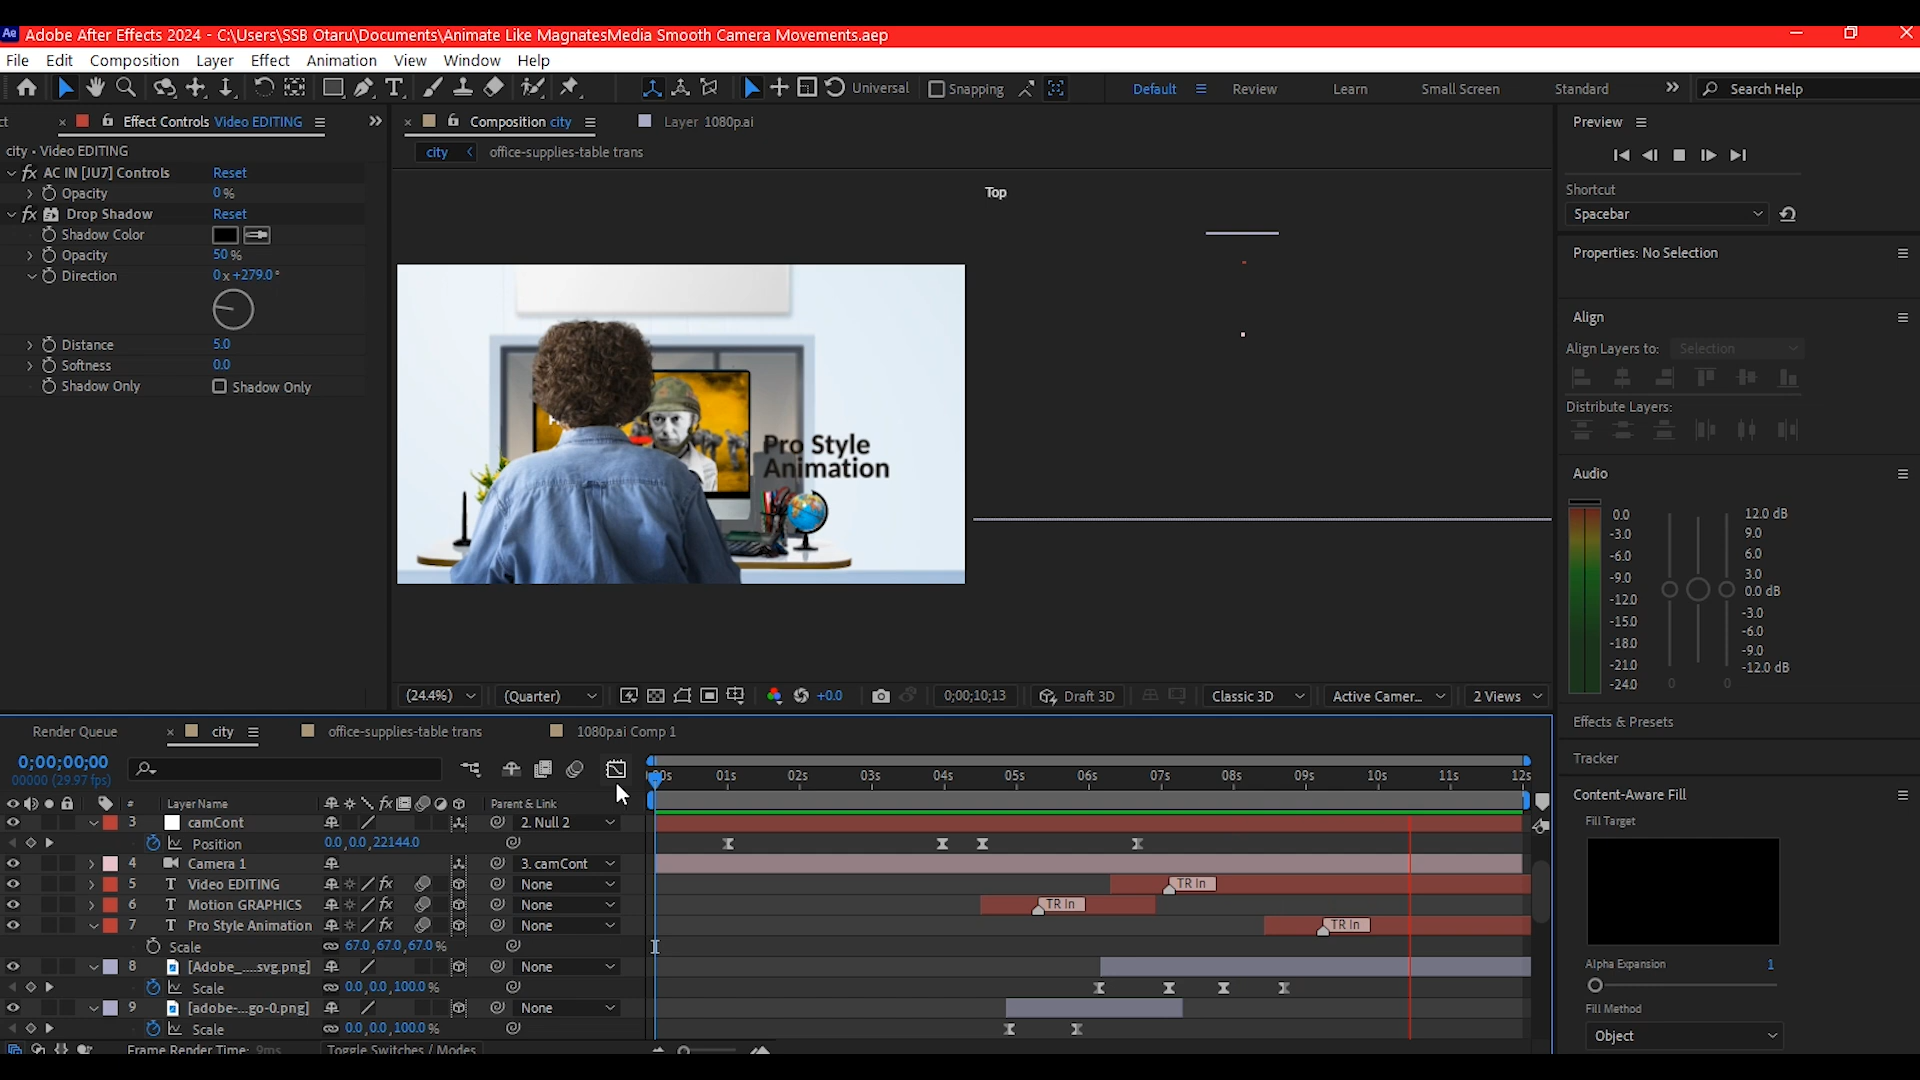 Ae Adobe After Effects 2024 - C:\Users\SSB Otaru\Documents\Animate Like MagnatesMedia Smooth Camera Movements.aep
File Edit Composition Layer Effect Animation View Window Help
Universal Snapping Default Review Learn Small Screen Standard Search Help
ct Effect Controls Video EDITING
Composition city Layer 1080p.ai
Preview
city • Video EDITING
city office-supplies-table trans
fx AC IN [JU7] Controls Reset
Opacity 0 %
fx Drop Shadow Reset
Shadow Color
Opacity 50 %
Direction 0 x +279.0 °
Distance 5.0
Softness 0.0
Shadow Only Shadow Only
Top
Pro Style
Animation
Shortcut
Spacebar
Properties: No Selection
Align
Align Layers to: Selection
Distribute Layers:
Audio
0.0
-3.0
-6.0
-9.0
-12.0
-15.0
-18.0
-21.0
-24.0
12.0 dB
9.0
6.0
3.0
0.0 dB
-3.0
-6.0
-9.0
-12.0 dB
0 0
(24.4%) (Quarter) +0.0 0;00;10;13 Draft 3D Classic 3D Active Camer... 2 Views
Effects & Presets
Tracker
Content-Aware Fill
Fill Target
Alpha Expansion 1
Fill Method
Object
Render Queue city office-supplies-table trans 1080p.ai Comp 1
0;00;00;00
00000 (29.97 fps)
00s 01s 02s 03s 04s 05s 06s 07s 08s 09s 10s 11s 12s
# Layer Name fx Parent & Link
3 camCont 2. Null 2
Position 0.0,0.0,22144.0
4 Camera 1 3. camCont
5 T Video EDITING fx None TR In
6 T Motion GRAPHICS fx None TR In
7 T Pro Style Animation fx None TR In
Scale 67.0,67.0,67.0 %
8 [Adobe_....svg.png] None
Scale 0.0,0.0,100.0 %
9 [adobe-...go-0.png] None
Scale 0.0,0.0,100.0 %
Frame Render Time: 9ms Toggle Switches / Modes